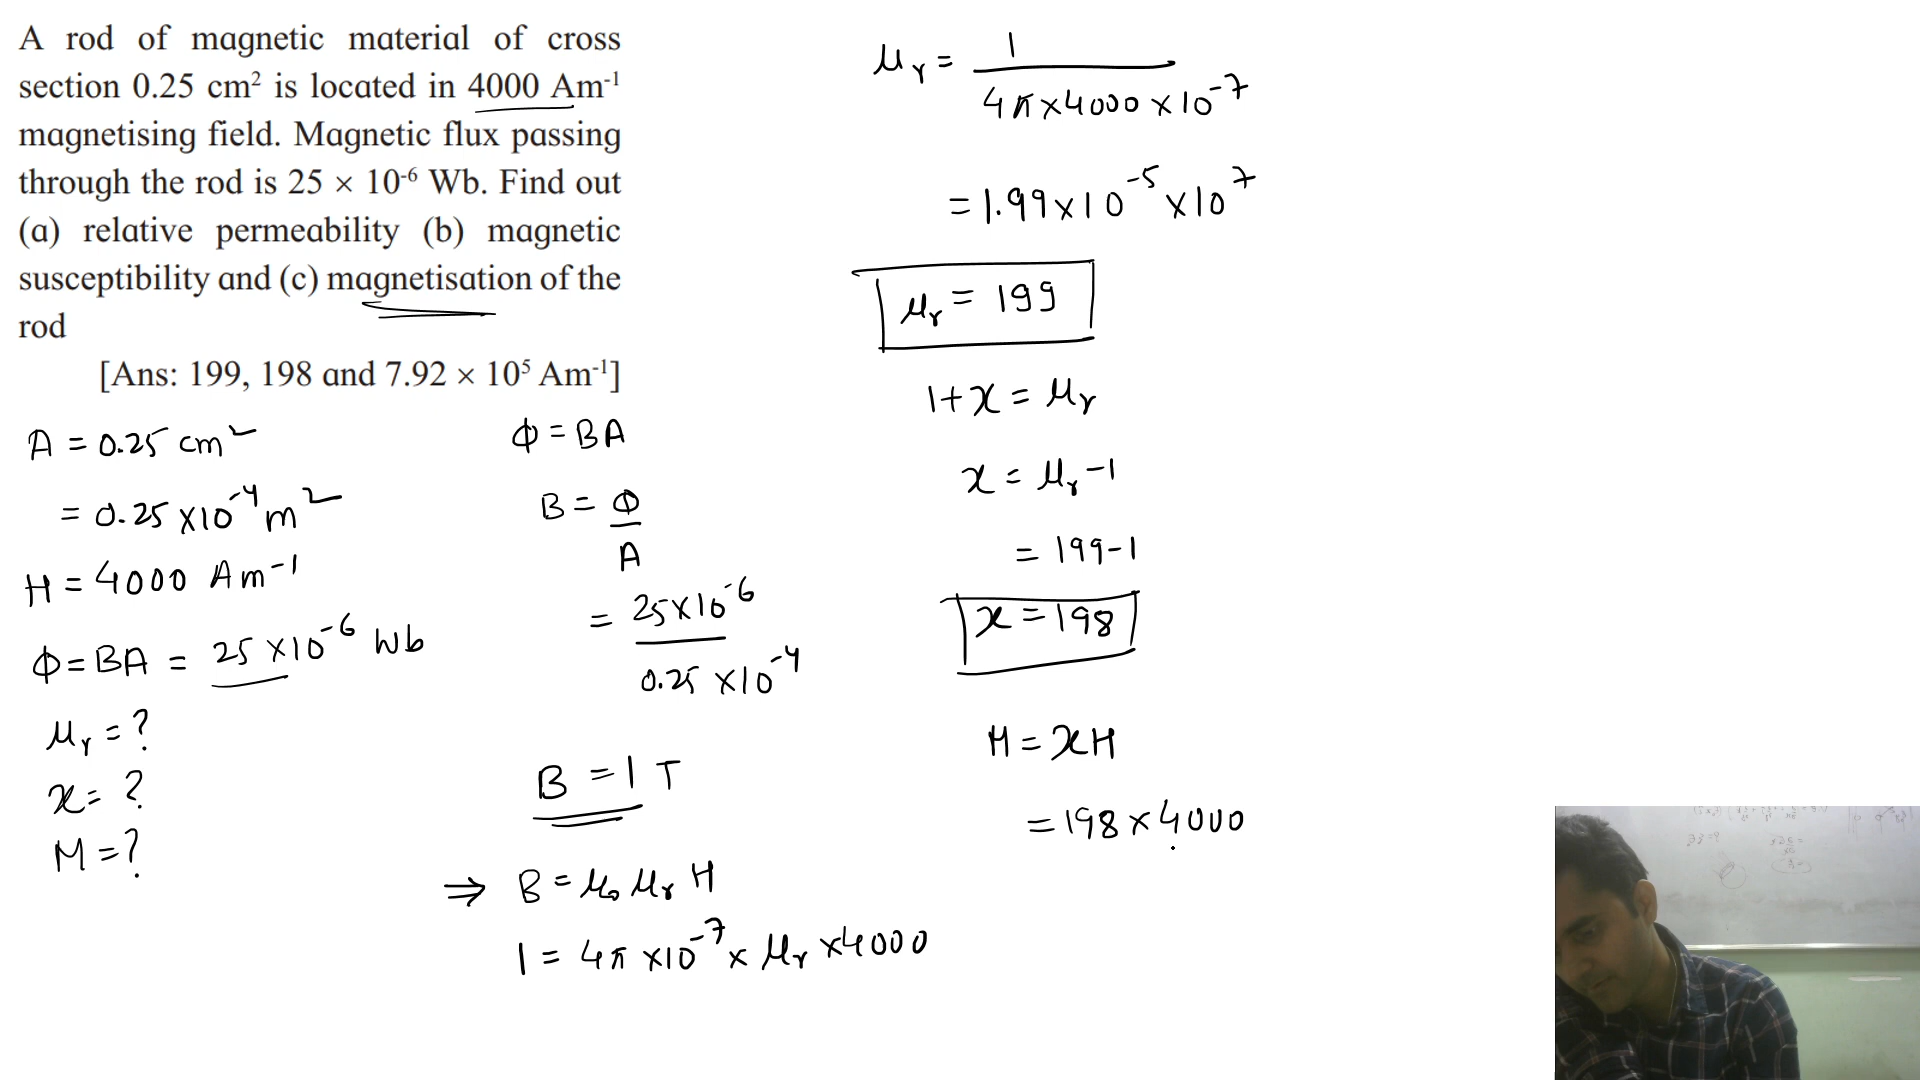 A rod of magnetic material of cross
section 0.25 cm² is located in 4000 Am⁻¹
magnetising field. Magnetic flux passing
through the rod is 25 × 10⁻⁶ Wb. Find out
(a) relative permeability (b) magnetic
susceptibility and (c) magnetisation of the
rod
[Ans: 199, 198 and 7.92 × 10⁵ Am⁻¹]
A = 0.25 cm²
= 0.25 ×10⁻⁴ m²
H = 4000 Am⁻¹
Φ = BA = 25 ×10⁻⁶ Wb
μᵣ = ?
χ = ?
M = ?
Φ = BA
B = Φ
A
= 25×10⁻⁶
0.25 ×10⁻⁴
B = 1 T
⇒ B = μ₀ μᵣ H
1 = 4π ×10⁻⁷ × μᵣ ×4000
μᵣ = 1
4π×4000 ×10⁻⁷
= 1.99×10⁻⁵ ×10⁷
μᵣ = 199
1+χ = μᵣ
χ = μᵣ -1
= 199-1
χ = 198
M = χH
= 198 × 4000